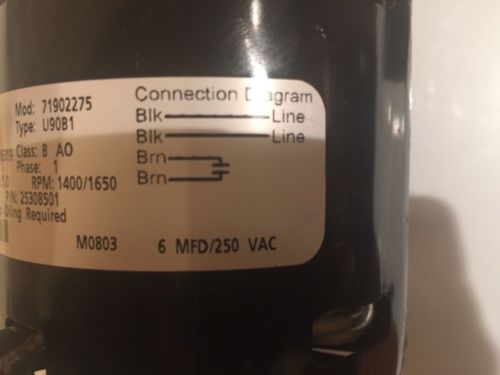 Mod: 71902275
Type: U90B1
Class: B AO
Phase: 1
RPM: 1400/1650
P/N: 25308501
Oiling Required
M0803
6 MFD/250 VAC
Connection Diagram
Blk Line
Blk Line
Brn
Brn